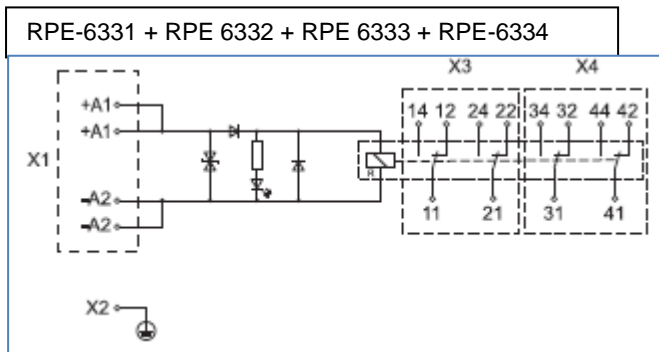 RPE-6331 + RPE 6332 + RPE 6333 + RPE-6334
X3 X4
+A1 14 12 24 22 34 32 44 42
+A1
X1
R
-A2
-A2 11 21 31 41
X2